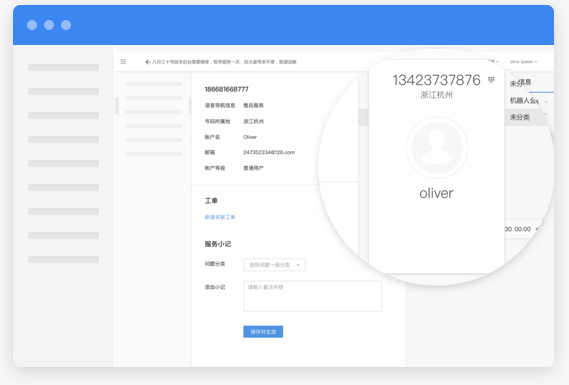 八月三十号版本后台需要维修，暂停服务一天，给大家带来不便，敬请谅解
Jony queen
186681668777
语音导航信息 售后服务
号码所属地 浙江杭州
帐户名 Oliver
邮箱 247352334@126.com
帐户等级 普通用户
工单
新建关联工单
服务小记
问题分类 选择问题一级分类
添加小记 请输入备注内容
保存并生效
13423737876
浙江杭州
oliver
信息
机器人会
未分类
30 00:00